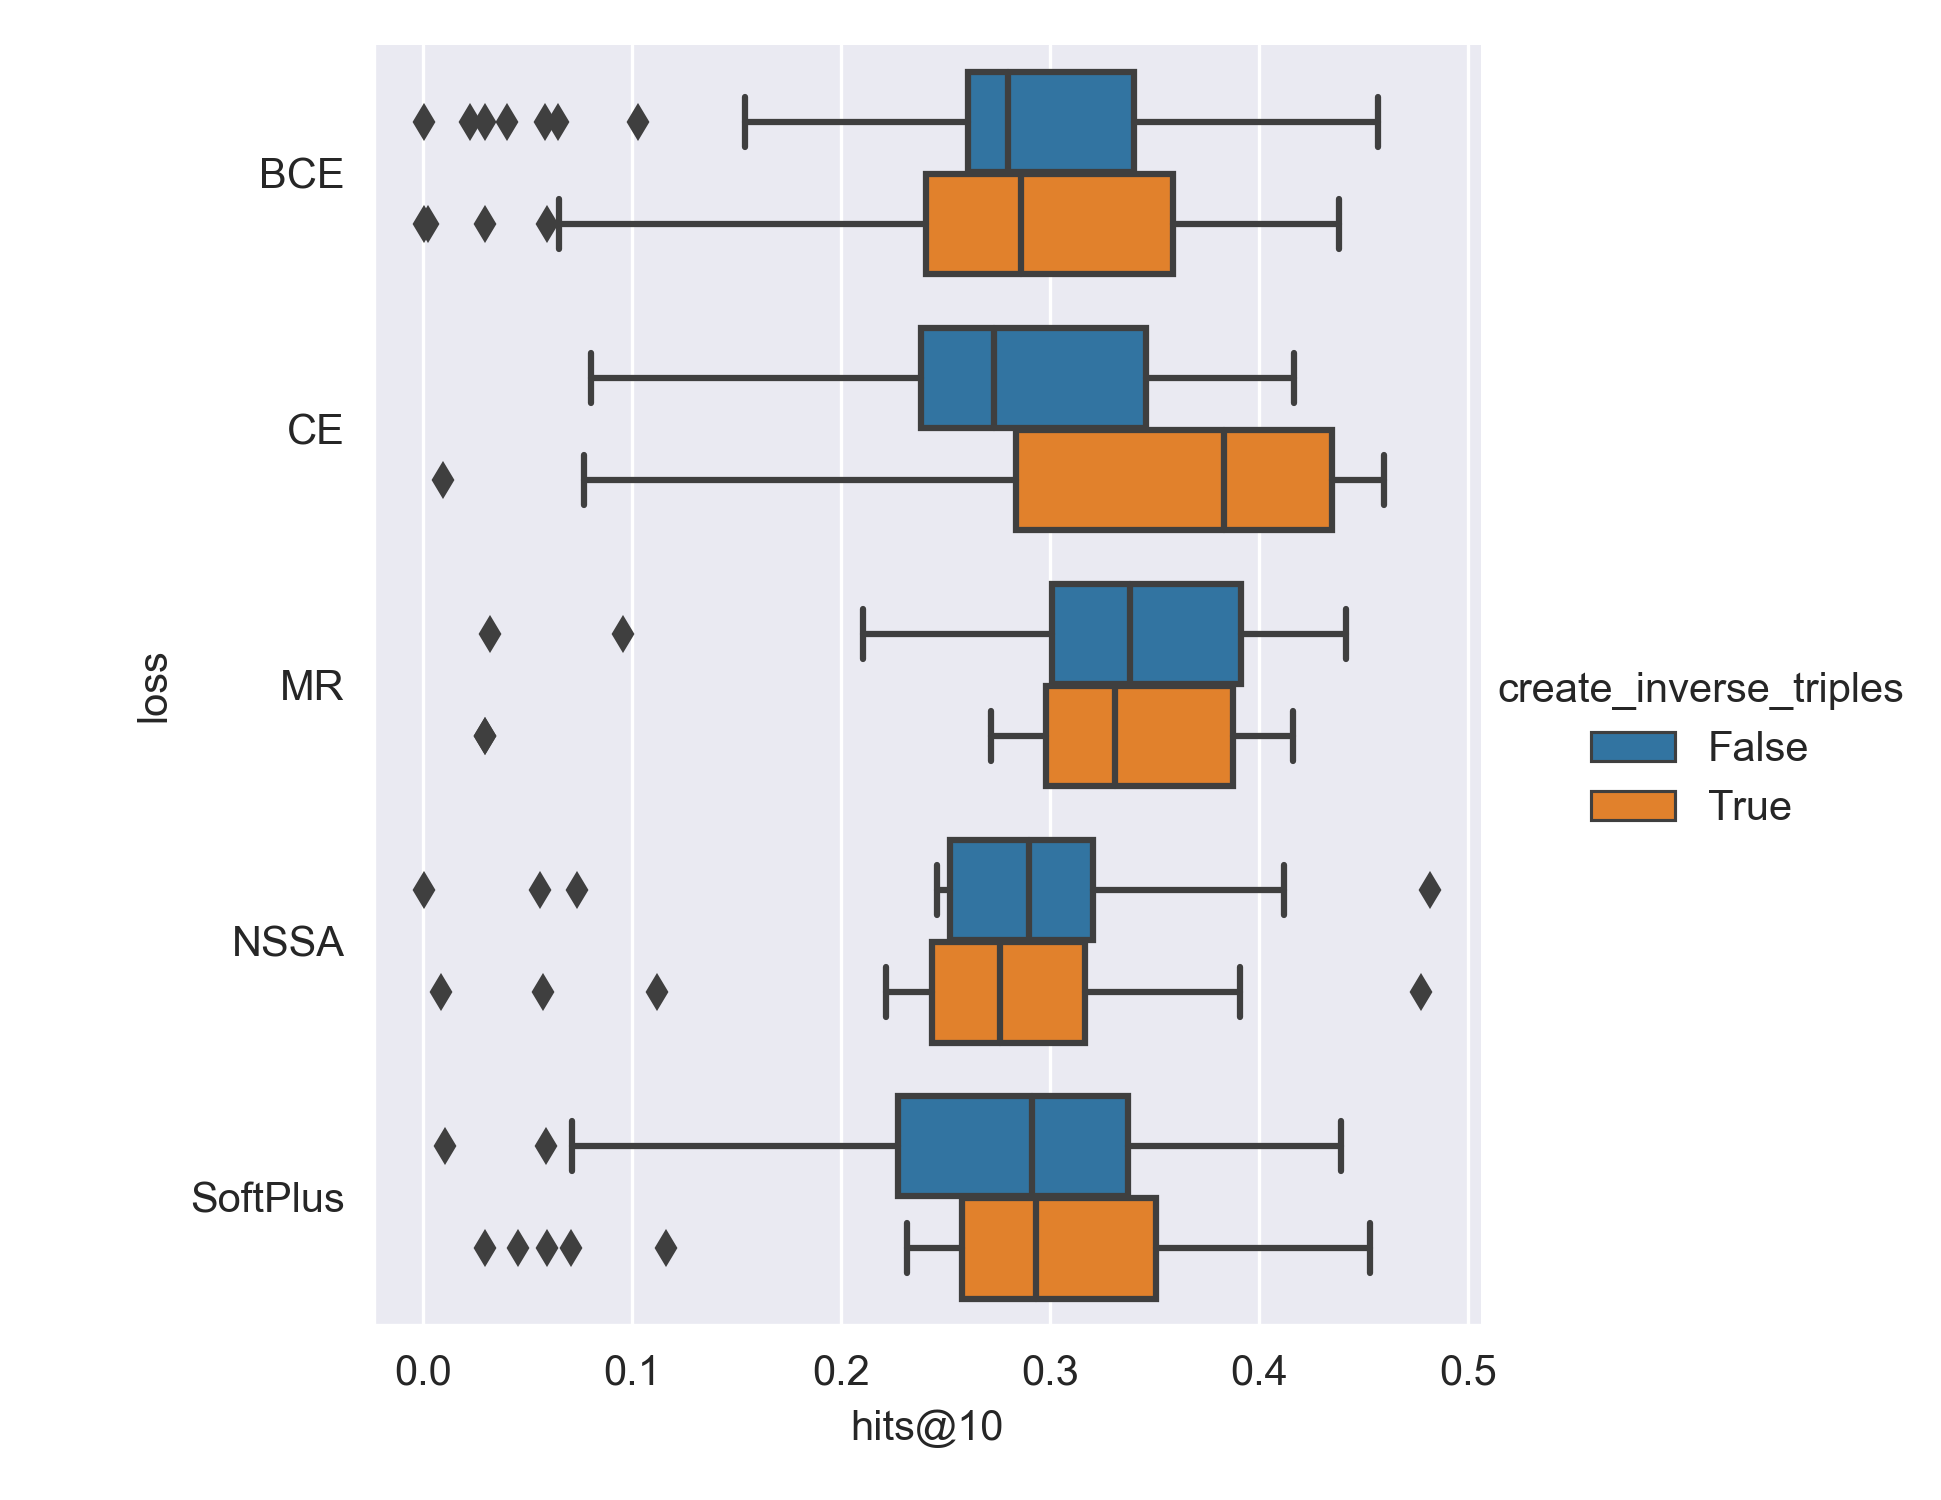 BCE
CE
MR
NSSA
SoftPlus
loss
0.0 0.1 0.2 0.3 0.4 0.5
hits@10
create_inverse_triples
False
True